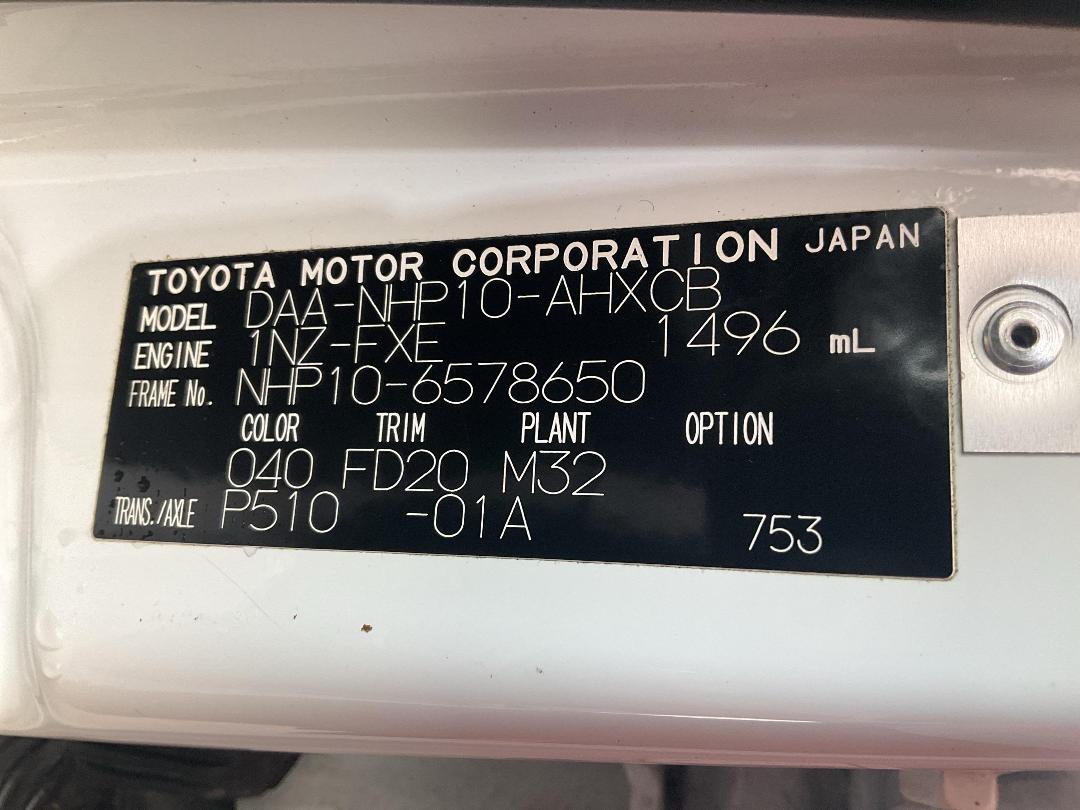 TOYOTA MOTOR CORPORATION JAPAN
MODEL DAA-NHP10-AHXCB
ENGINE 1NZ-FXE 1496 mL
FRAME No. NHP10-6578650
COLOR TRIM PLANT OPTION
040 FD20 M32
TRANS./AXLE P510 -01A 753